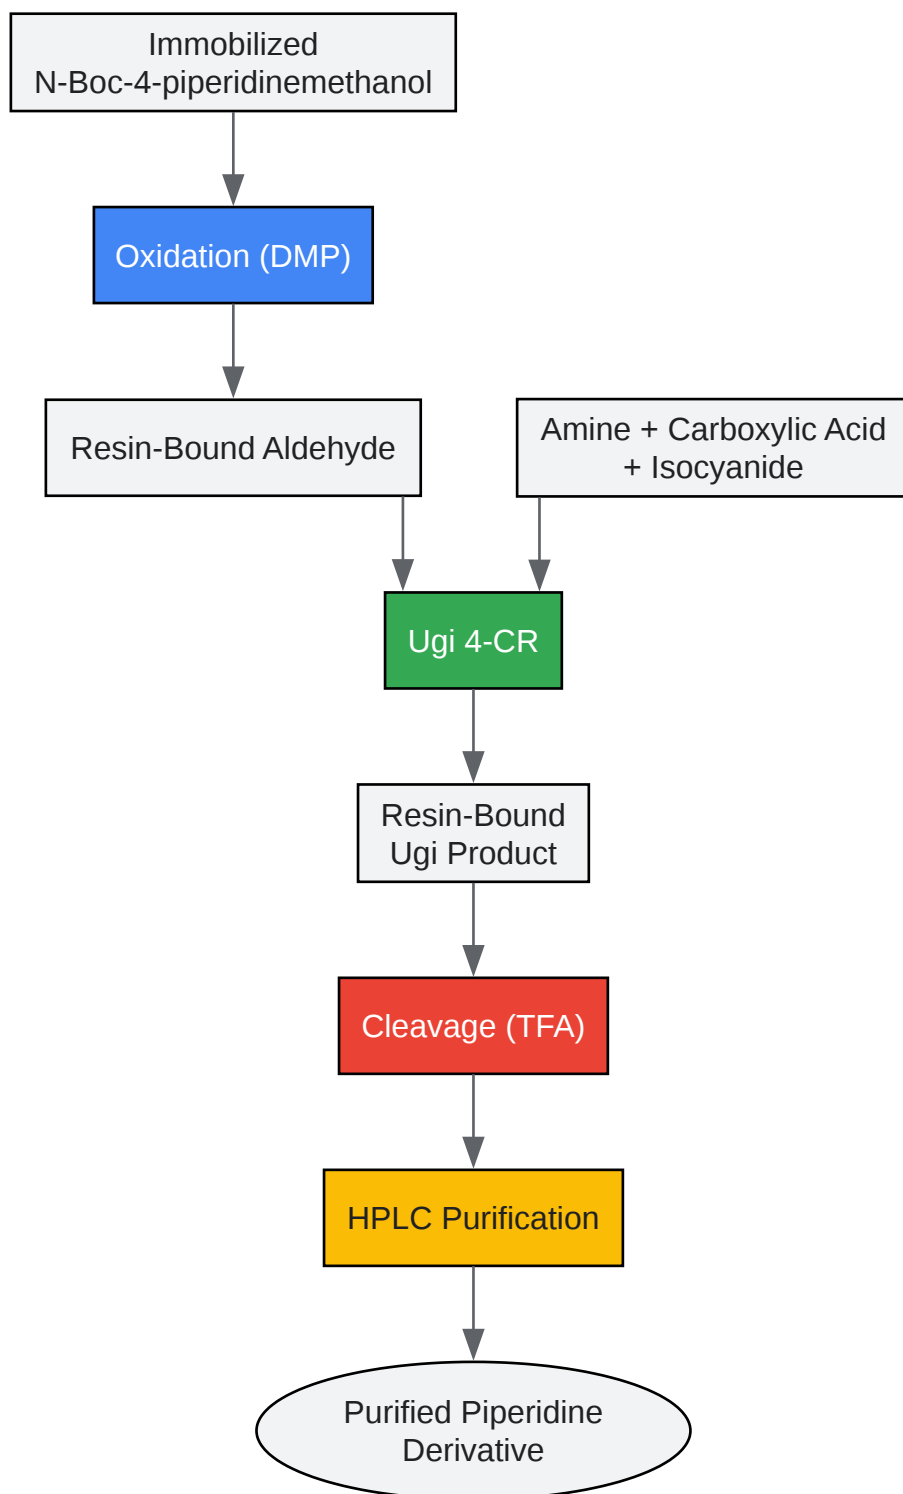 Immobilized
N-Boc-4-piperidinemethanol
Oxidation (DMP)
Resin-Bound Aldehyde
Amine + Carboxylic Acid
+ Isocyanide
Ugi 4-CR
Resin-Bound
Ugi Product
Cleavage (TFA)
HPLC Purification
Purified Piperidine
Derivative